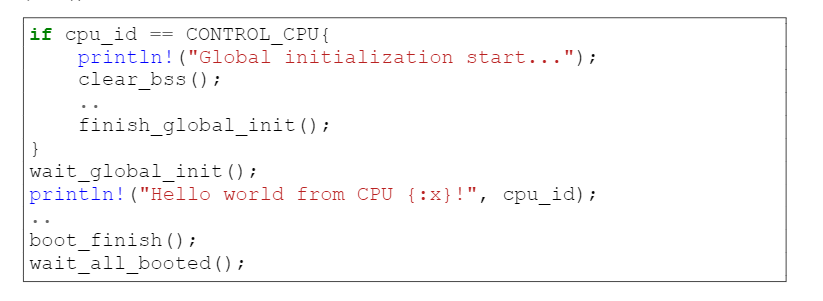 if cpu_id == CONTROL_CPU{
    println!("Global initialization start...");
    clear_bss();
    ..
    finish_global_init();
}
wait_global_init();
println!("Hello world from CPU {:x}!", cpu_id);
..
boot_finish();
wait_all_booted();